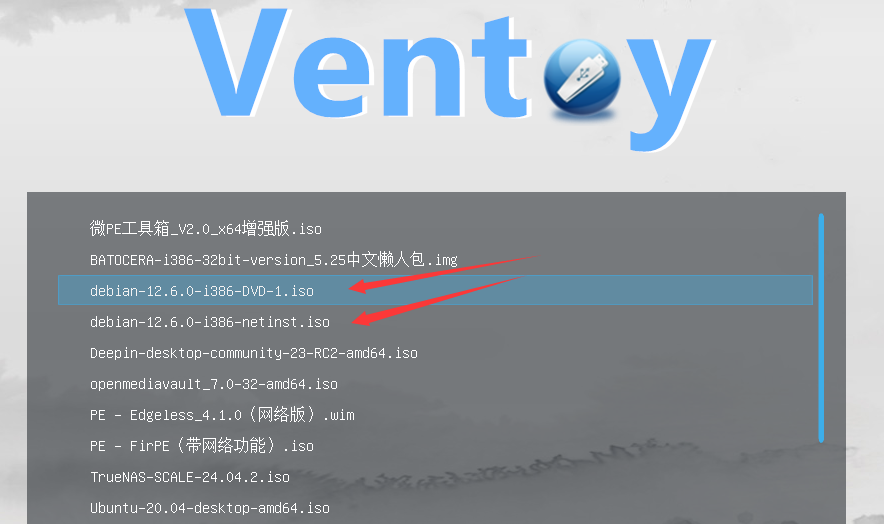 Ventoy
微PE工具箱_V2.0_x64增强版.iso
BATOCERA-i386-32bit-version_5.25中文懒人包.img
debian-12.6.0-i386-DVD-1.iso
debian-12.6.0-i386-netinst.iso
Deepin-desktop-community-23-RC2-amd64.iso
openmediavault_7.0-32-amd64.iso
PE - Edgeless_4.1.0（网络版）.wim
PE - FirPE（带网络功能）.iso
TrueNAS-SCALE-24.04.2.iso
Ubuntu-20.04-desktop-amd64.iso